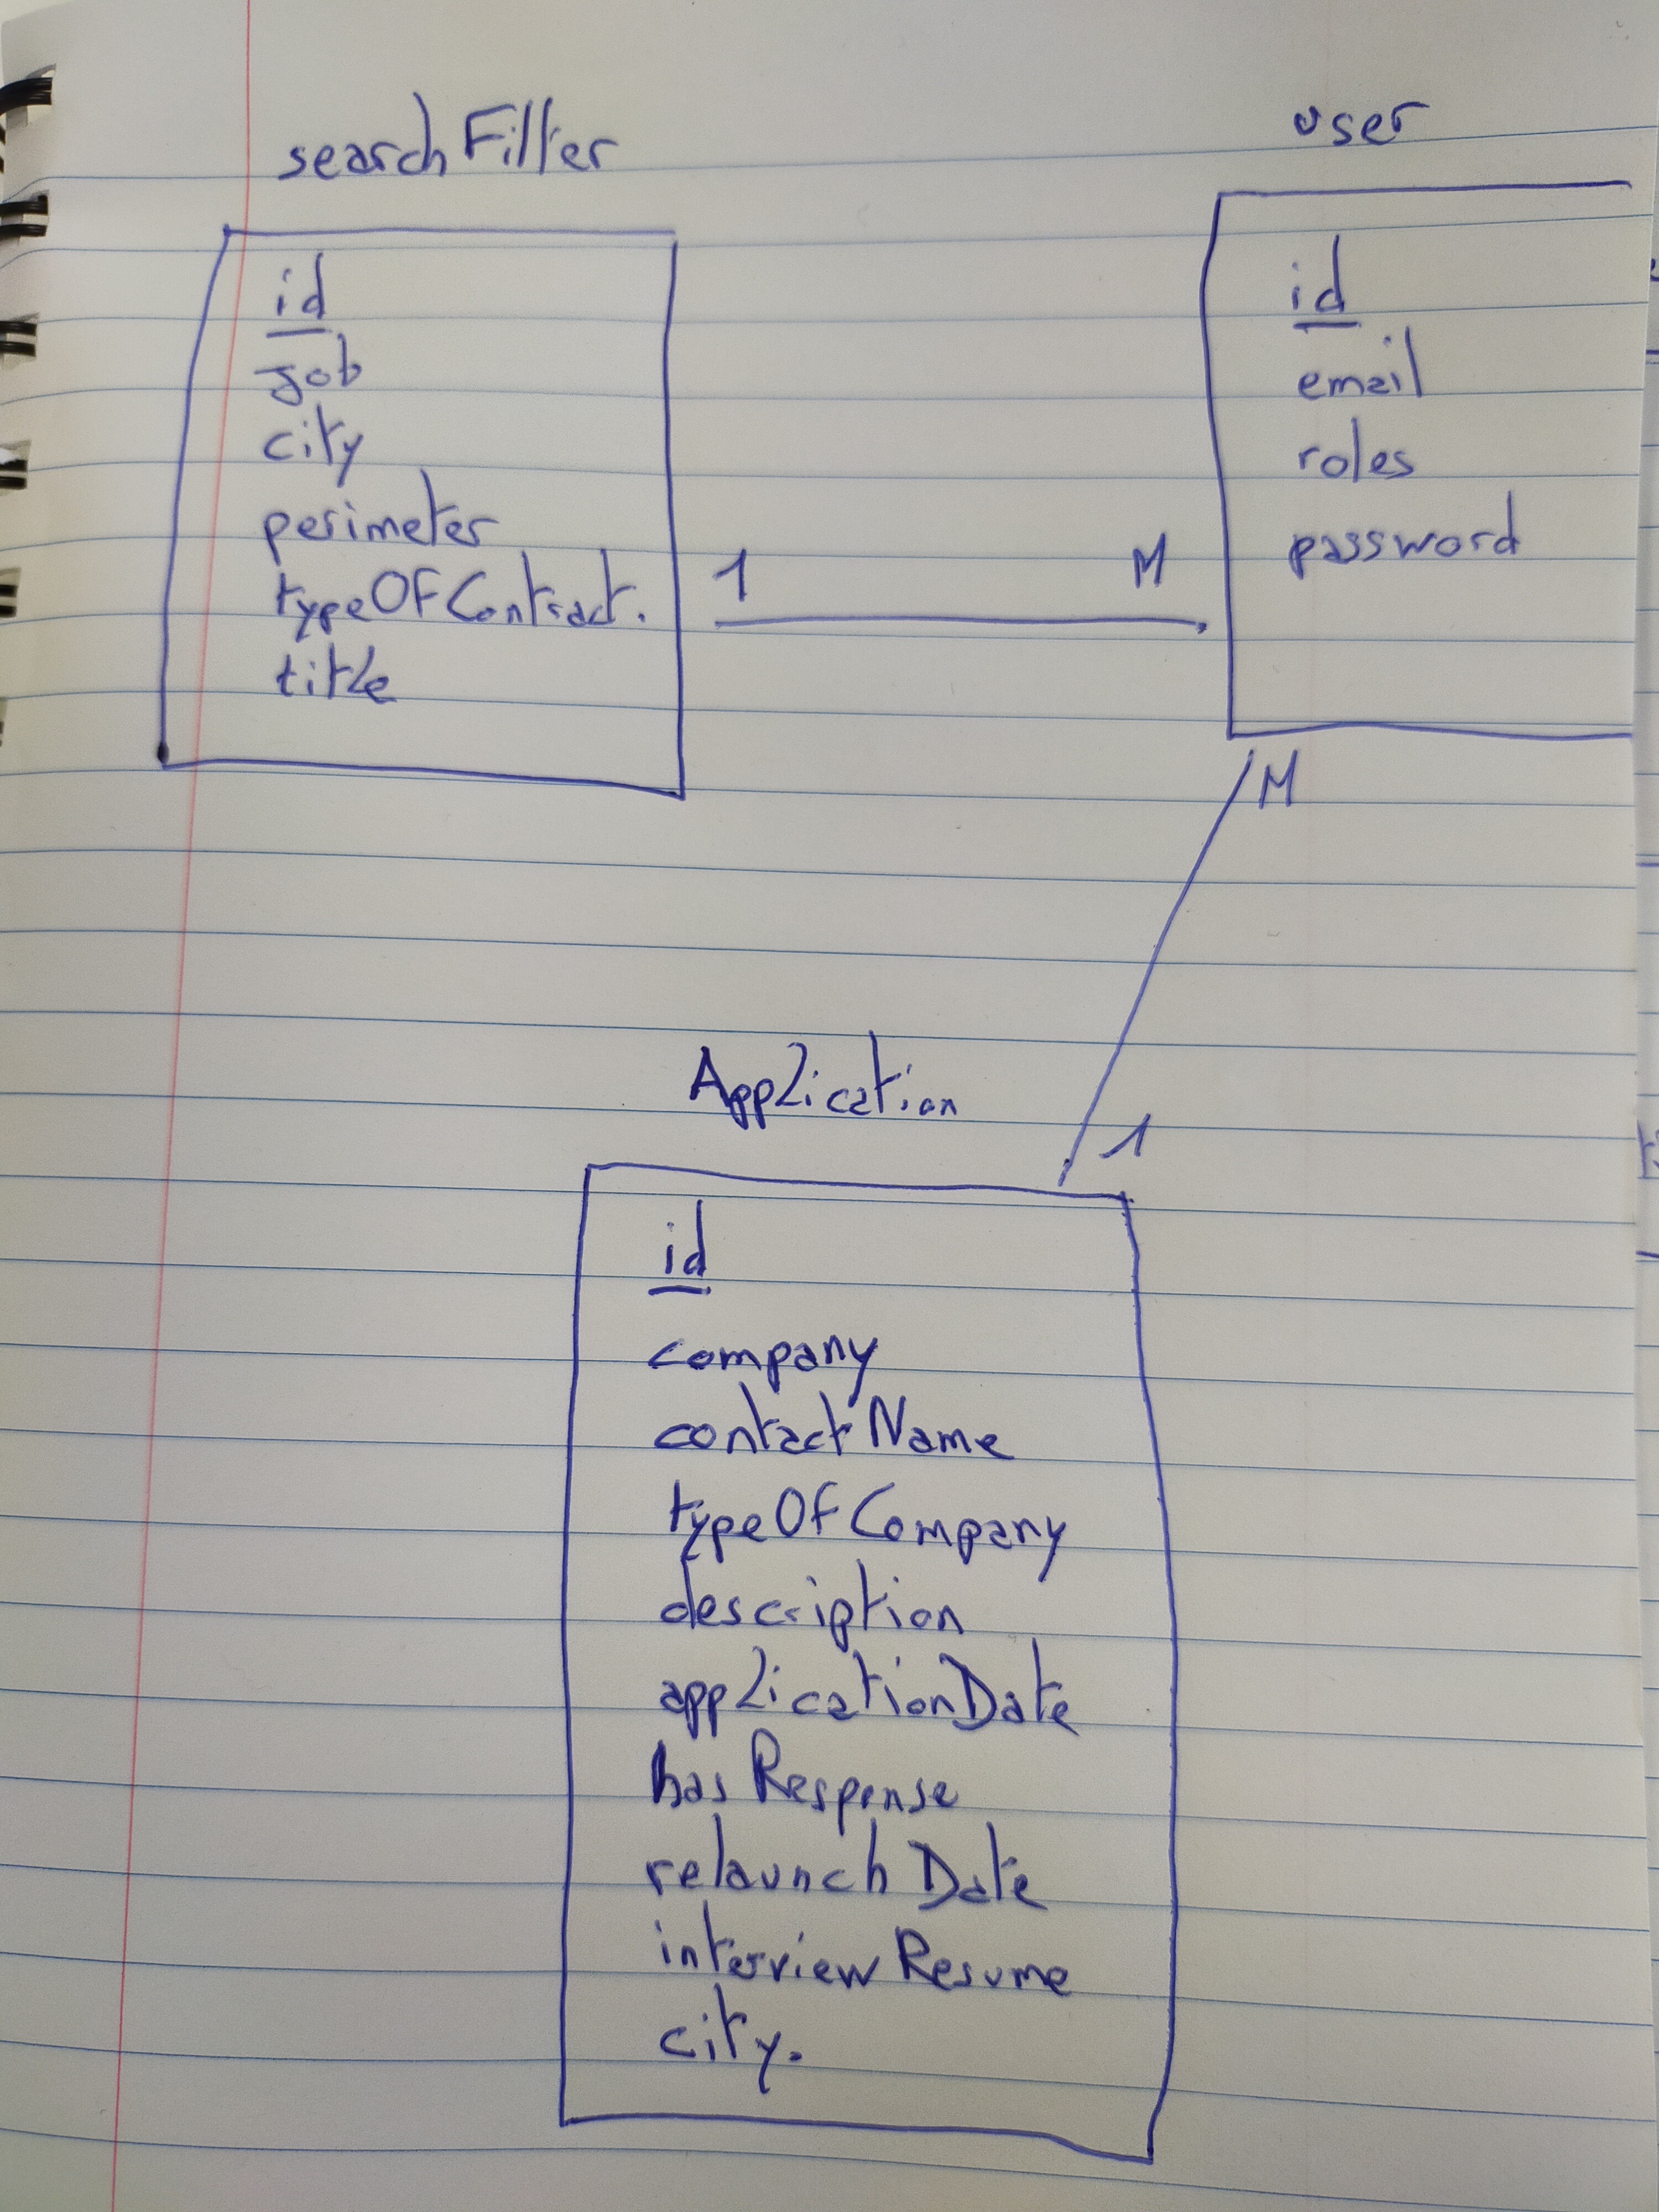 searchFilter
id
job
city
perimeter
typeOfContract.
title
1 M
user
id
email
roles
password
M
1
Application
id
company
contactName
typeOfCompany
description
applicationDate
hasResponse
relaunchDate
interviewResume
city.